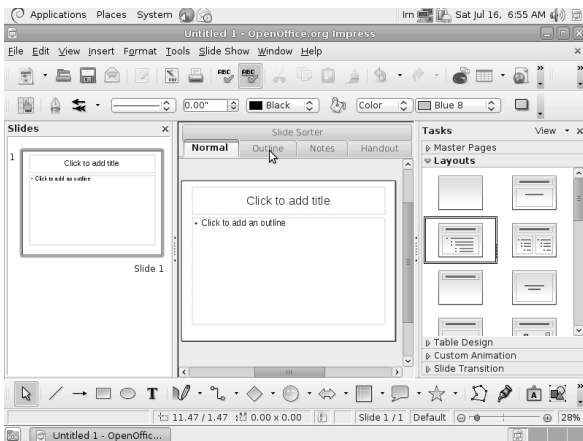 Applications Places System Irn Sat Jul 16, 6:55 AM
Untitled 1 - OpenOffice.org Impress
File Edit View Insert Format Tools Slide Show Window Help
ABC ABC
0.00" Black Color Blue 8
Slides
1
Click to add title
• Click to add an outline
Slide 1
Slide Sorter
Normal Outline Notes Handout
Click to add title
• Click to add an outline
Tasks View
Master Pages
Layouts
Table Design
Custom Animation
Slide Transition
T
11.47 / 1.47 0.00 x 0.00 Slide 1 / 1 Default 28%
Untitled 1 - OpenOffic...